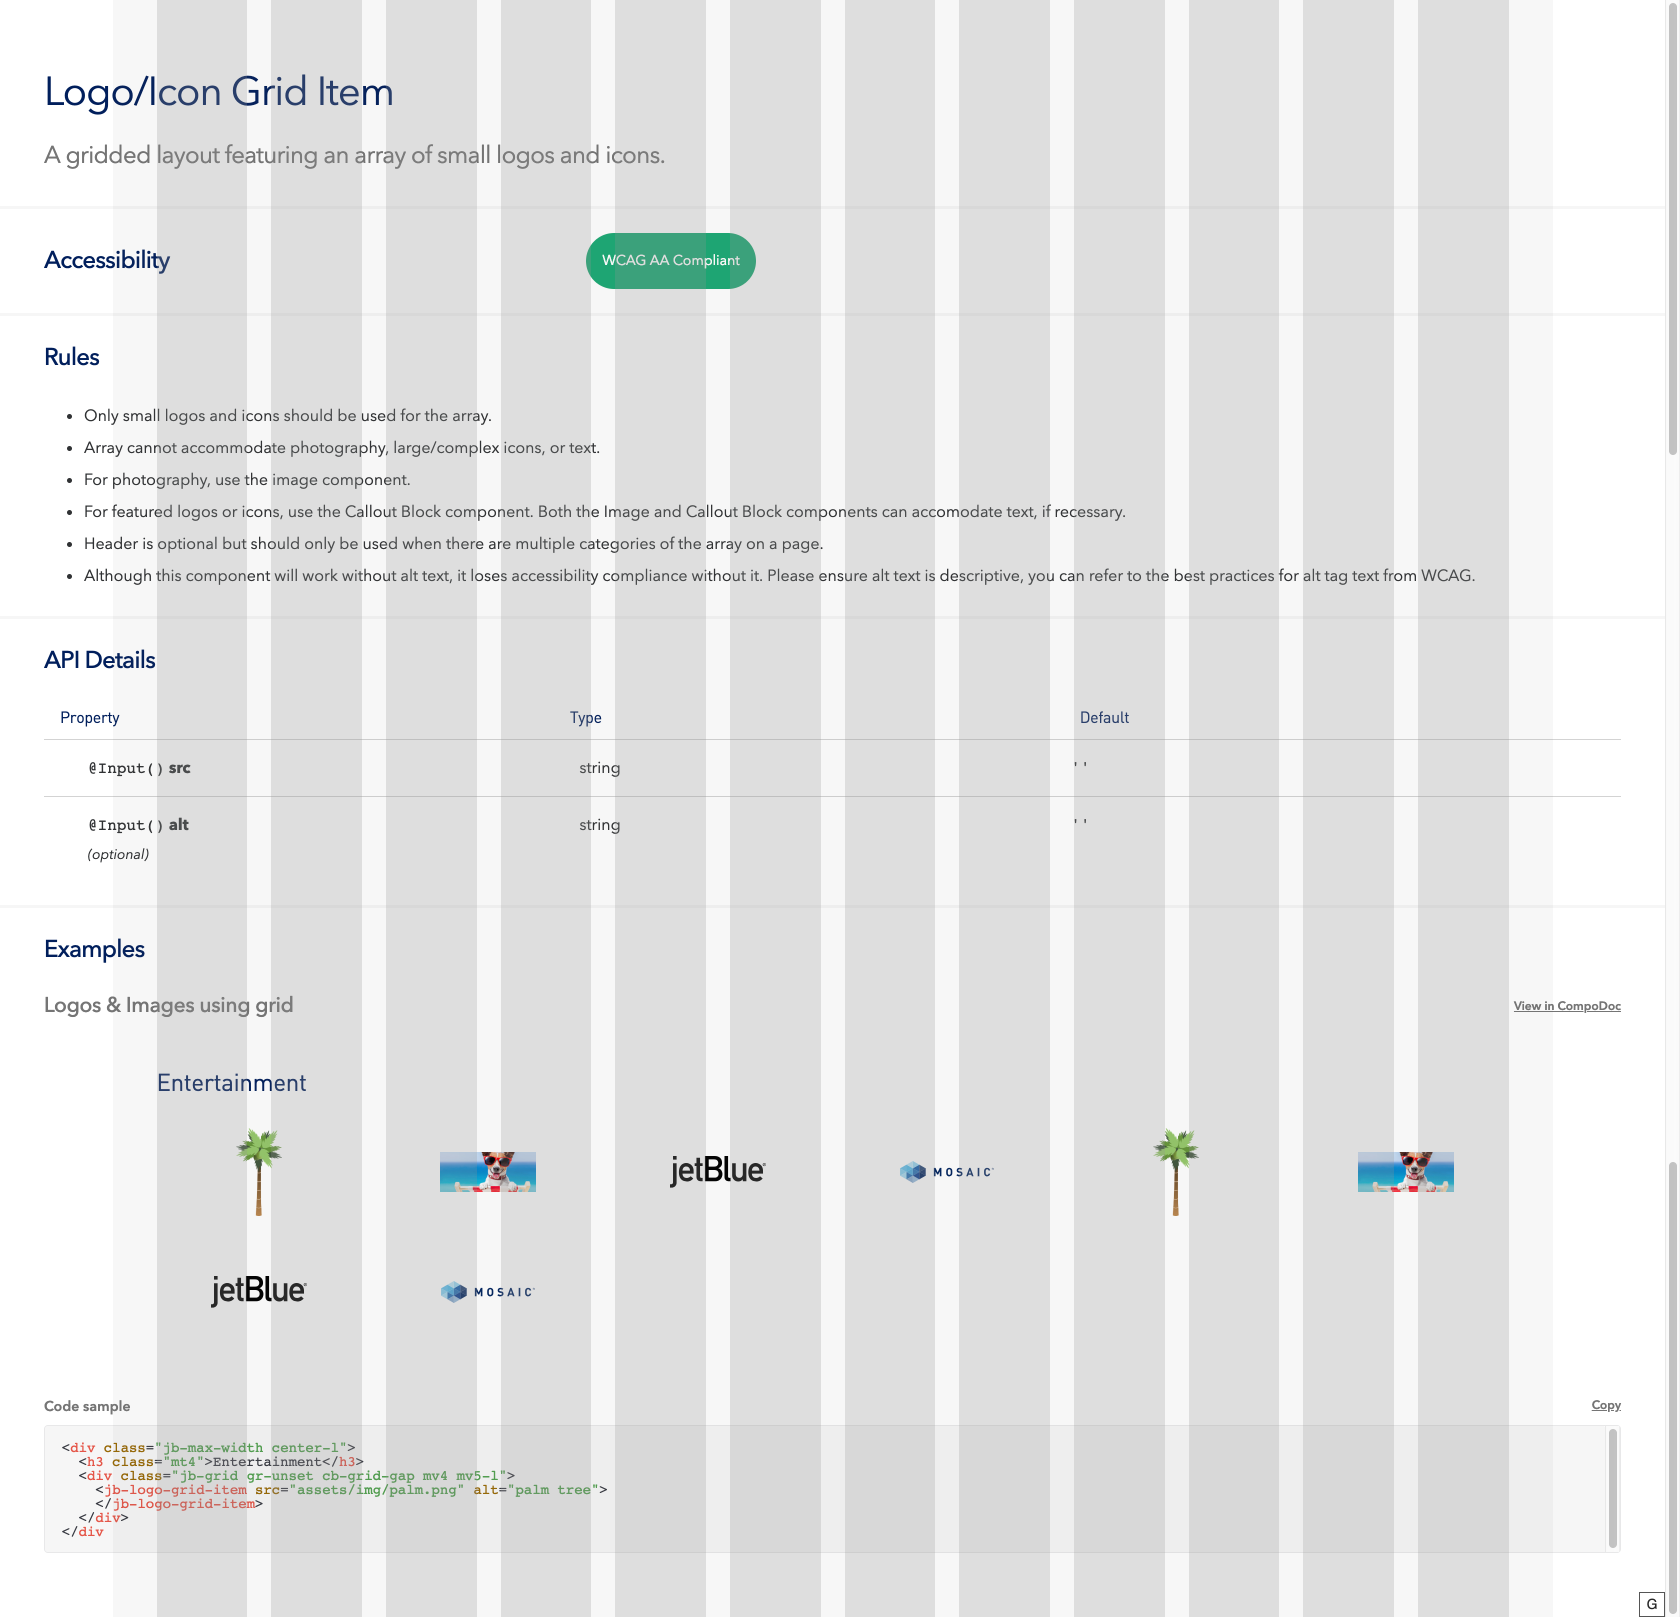 Logo/Icon Grid Item
A gridded layout featuring an array of small logos and icons.
Accessibility
WCAG AA Compliant
Rules
• Only small logos and icons should be used for the array.
• Array cannot accommodate photography, large/complex icons, or text.
• For photography, use the image component.
• For featured logos or icons, use the Callout Block component. Both the Image and Callout Block components can accomodate text, if recessary.
• Header is optional but should only be used when there are multiple categories of the array on a page.
• Although this component will work without alt text, it loses accessibility compliance without it. Please ensure alt text is descriptive, you can refer to the best practices for alt tag text from WCAG.
API Details
Property Type Default
@Input() src string ' '
@Input() alt string ' '
(optional)
Examples
Logos & Images using grid View in CompoDoc
Entertainment
jetBlue MOSAIC
jetBlue MOSAIC
Code sample Copy
<div class="jb-max-width center-l">
  <h3 class="mt4">Entertainment</h3>
  <div class="jb-grid gr-unset cb-grid-gap mv4 mv5-l">
    <jb-logo-grid-item src="assets/img/palm.png" alt="palm tree">
    </jb-logo-grid-item>
  </div>
</div
G